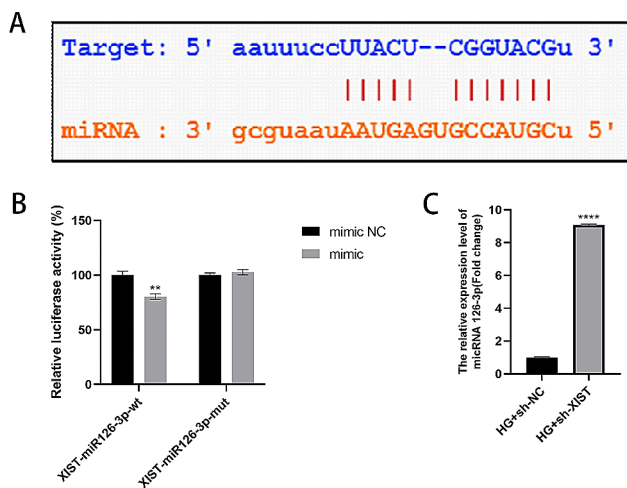 A
Target: 5' aauuuccUUACU--CGGUACGu 3'
miRNA : 3' gcguaauAAUGAGUGCCAUGCu 5'
B
Relative luciferase activity (%)
150
100
50
0
**
XIST-miR126-3p-wt
XIST-miR126-3p-mut
mimic NC
mimic
C
The relative expression level of
micRNA 126-3p(Fold change)
10
8
6
4
2
0
****
HG+sh-NC
HG+sh-XIST